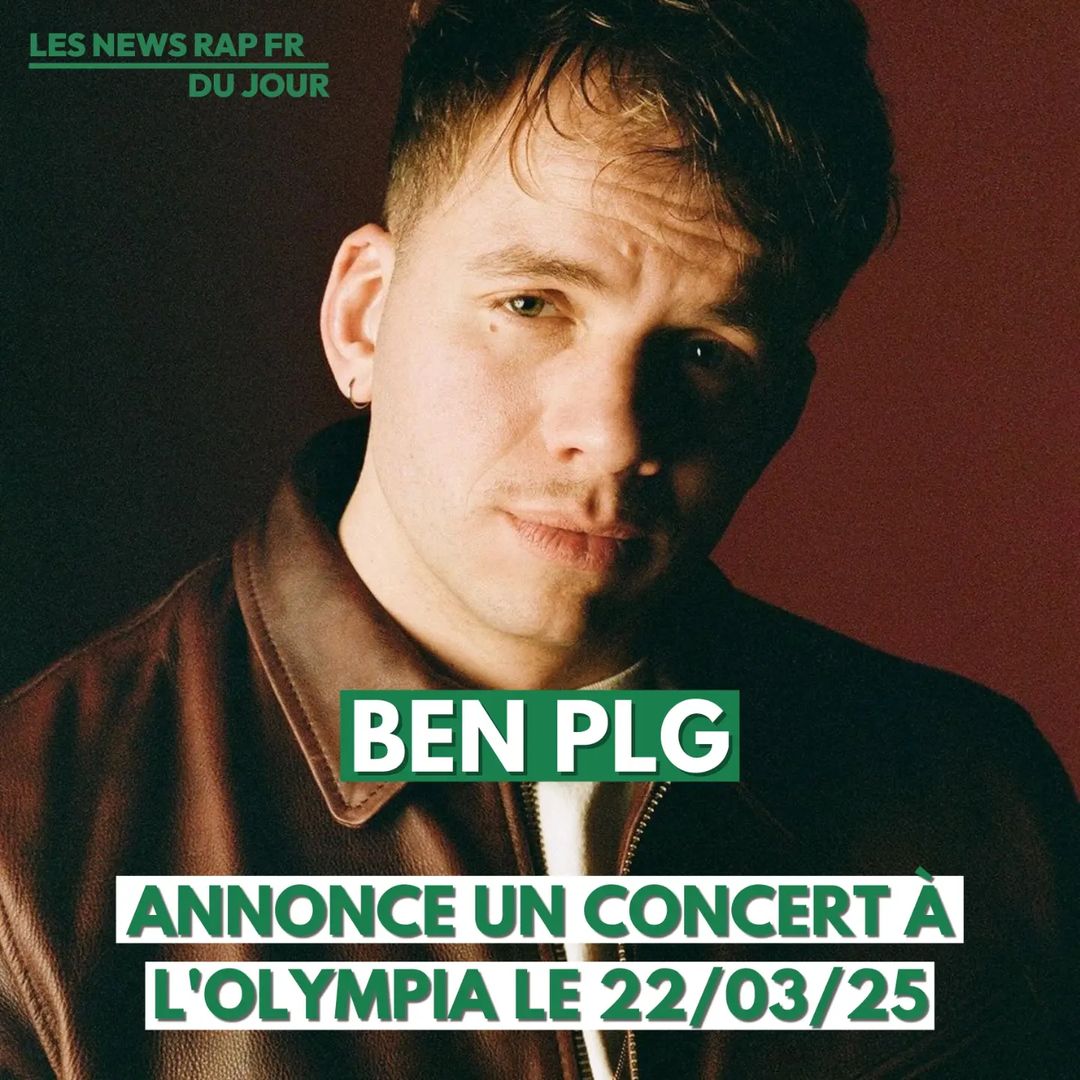 LES NEWS RAP FR
DU JOUR
BEN PLG
ANNONCE UN CONCERT À
L'OLYMPIA LE 22/03/25